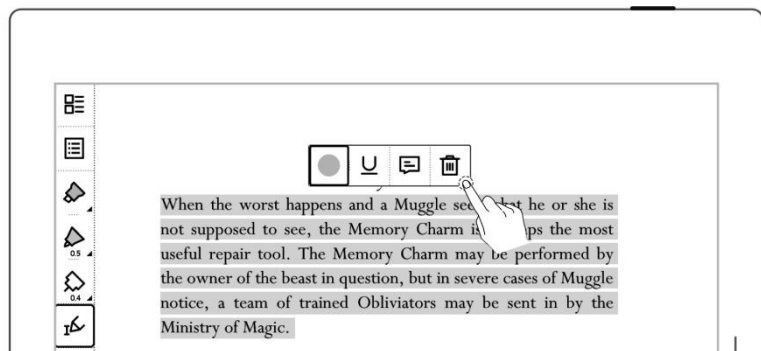 0.5
0.4
When the worst happens and a Muggle he or she is
not supposed to see, the Memory Charm the most
useful repair tool. The Memory Charm may be performed by
the owner of the beast in question, but in severe cases of Muggle
notice, a team of trained Obliviators may be sent in by the
Ministry of Magic.